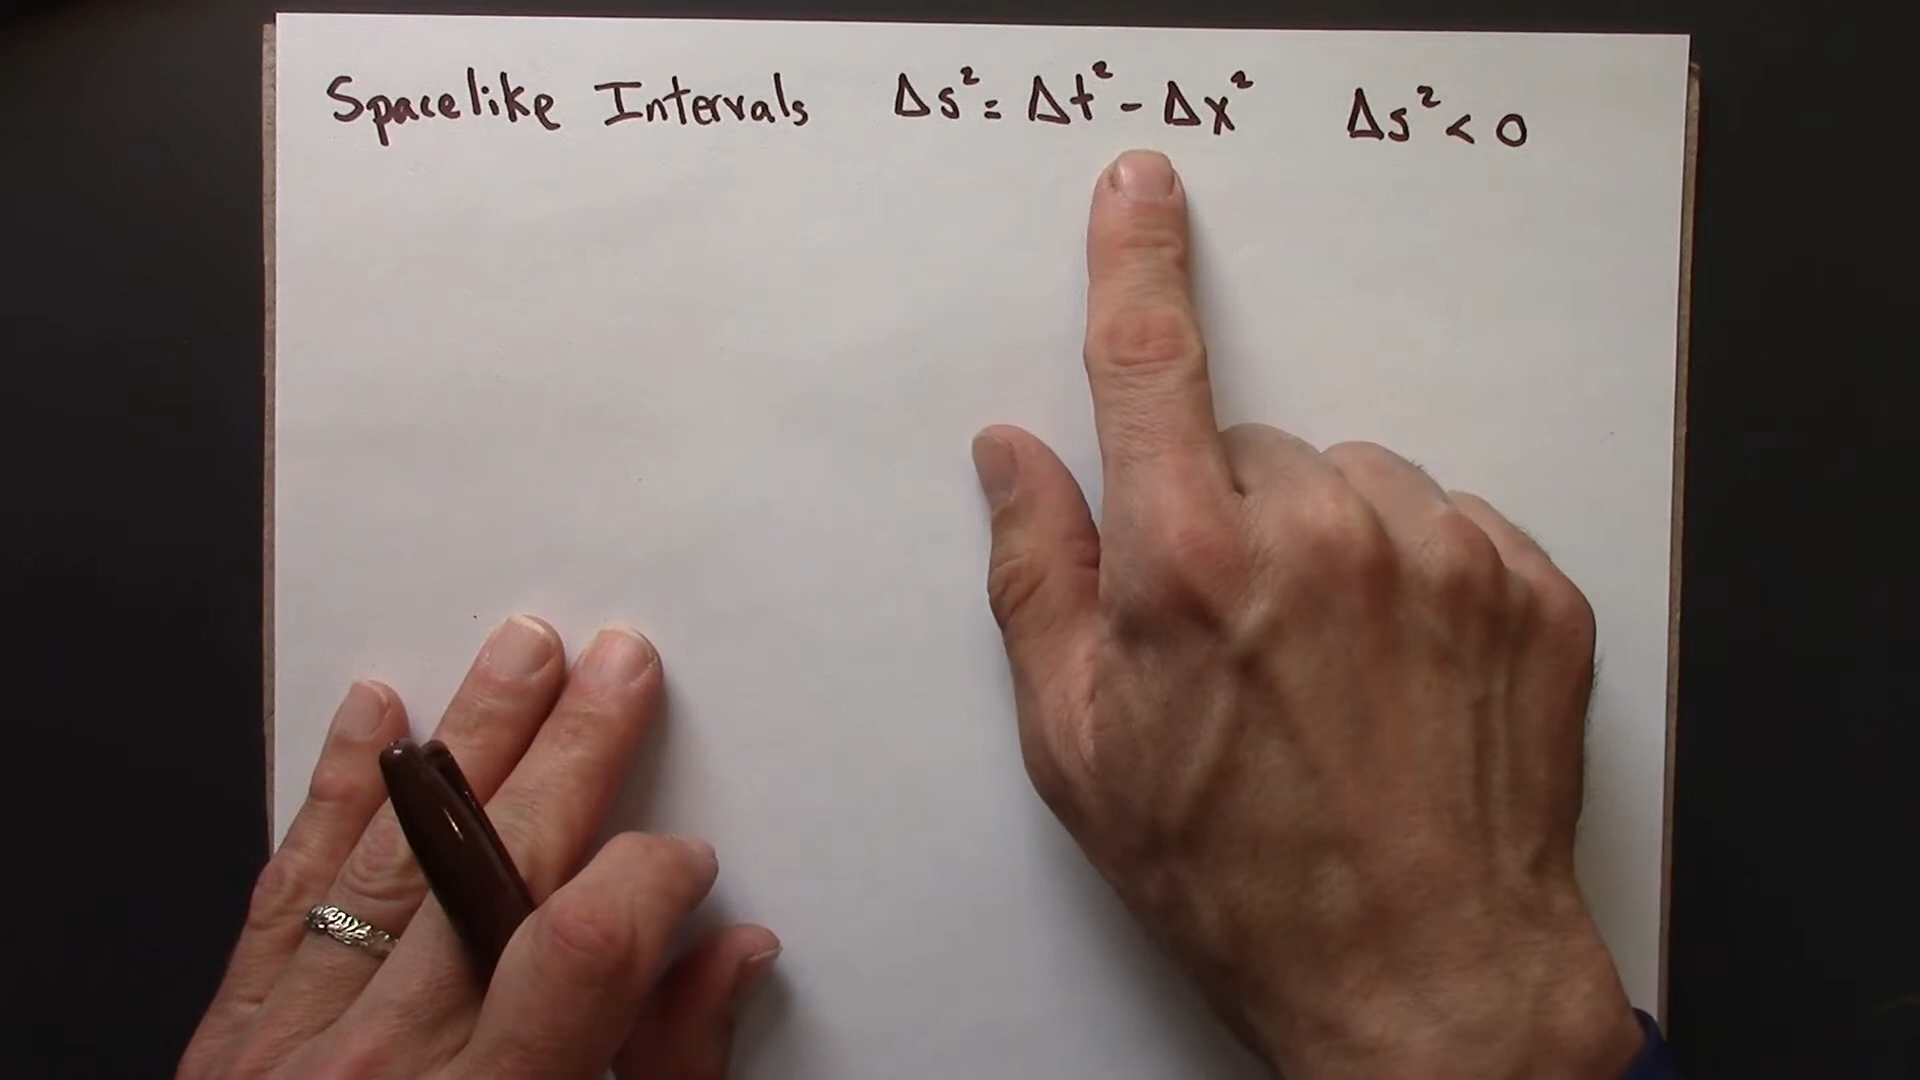 Spacelike Intervals Δs² = Δt² - Δx² Δs² < 0